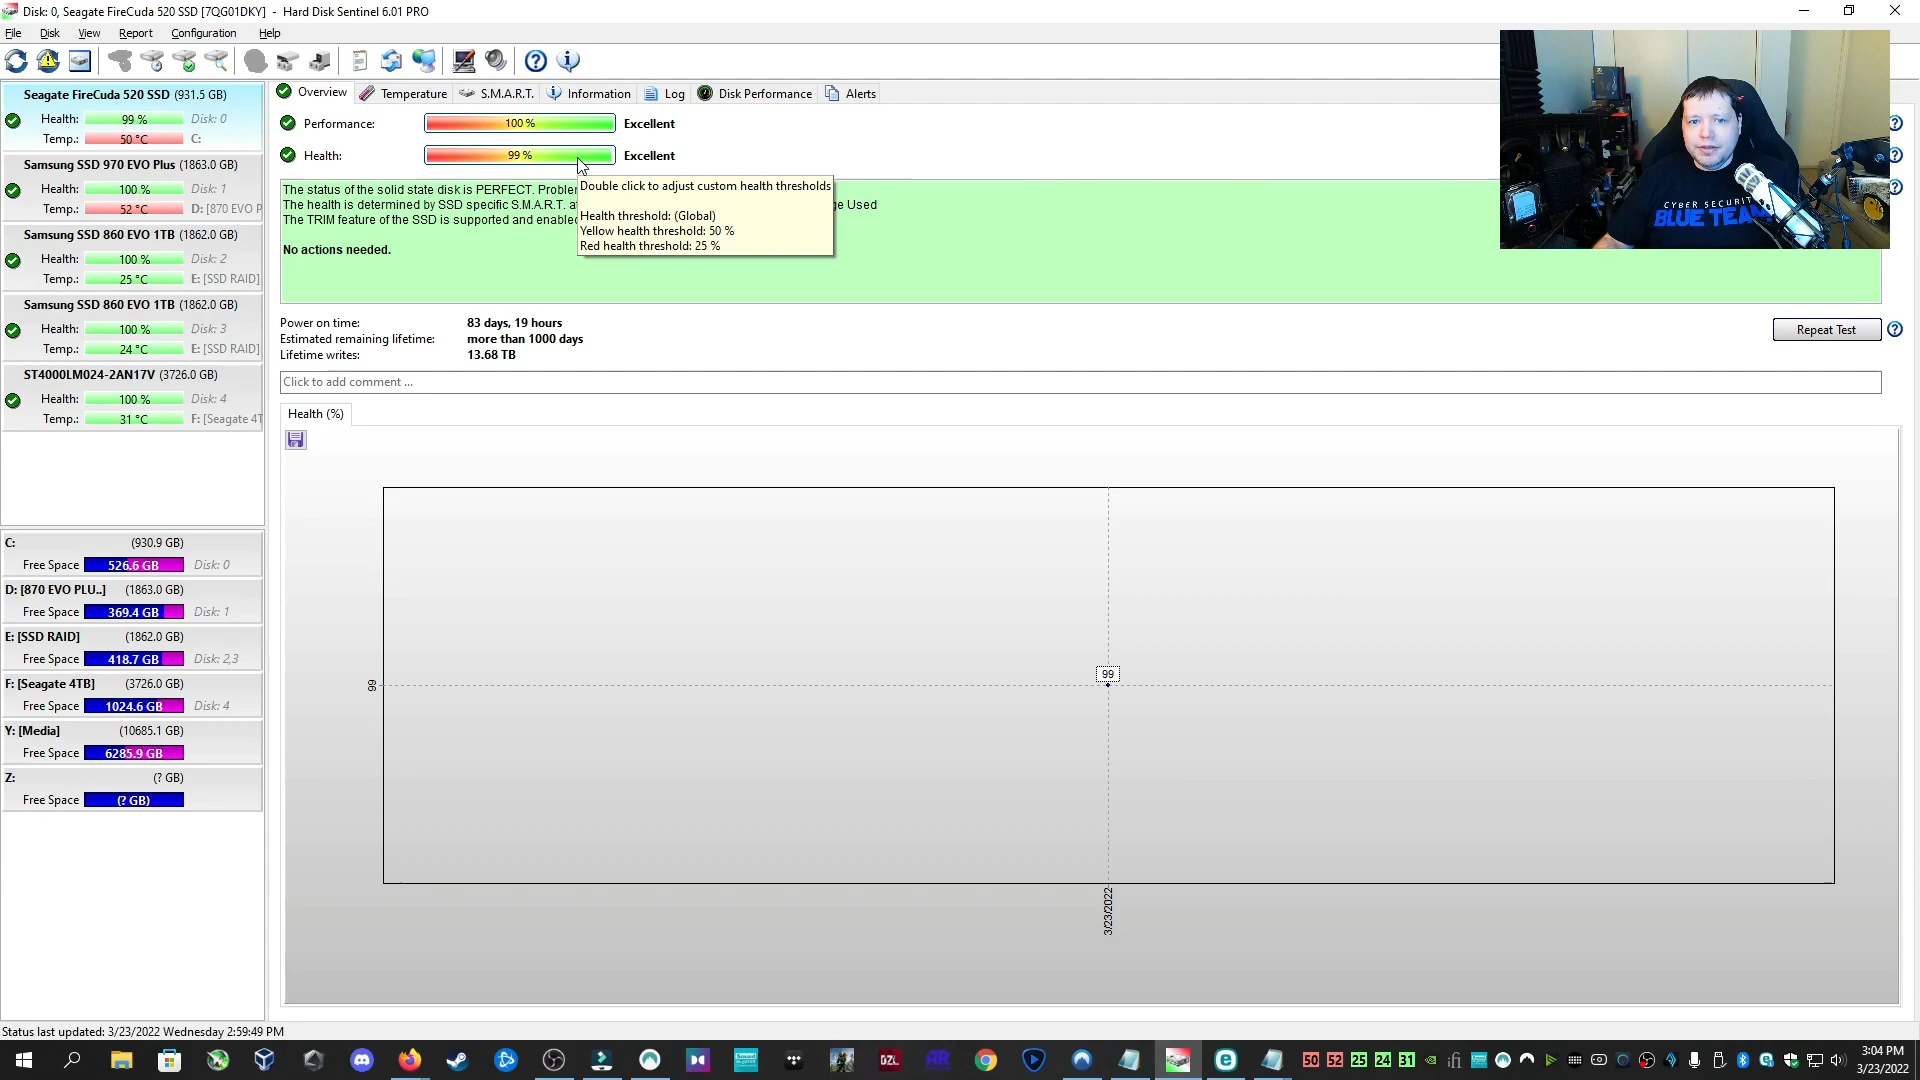 Disk: 0, Seagate FireCuda 520 SSD [7QG01DKY] - Hard Disk Sentinel 6.01 PRO
File Disk View Report Configuration Help
Seagate FireCuda 520 SSD (931.5 GB)
Health: 99 % Disk: 0
Temp.: 50 °C C:
Samsung SSD 970 EVO Plus (1863.0 GB)
Health: 100 % Disk: 1
Temp.: 52 °C D: [870 EVO P
Samsung SSD 860 EVO 1TB (1862.0 GB)
Health: 100 % Disk: 2
Temp.: 25 °C E: [SSD RAID]
Samsung SSD 860 EVO 1TB (1862.0 GB)
Health: 100 % Disk: 3
Temp.: 24 °C E: [SSD RAID]
ST4000LM024-2AN17V (3726.0 GB)
Health: 100 % Disk: 4
Temp.: 31 °C F: [Seagate 4T
C: (930.9 GB)
Free Space 526.6 GB Disk: 0
D: [870 EVO PLU..] (1863.0 GB)
Free Space 369.4 GB Disk: 1
E: [SSD RAID] (1862.0 GB)
Free Space 418.7 GB Disk: 2,3
F: [Seagate 4TB] (3726.0 GB)
Free Space 1024.6 GB Disk: 4
Y: [Media] (10685.1 GB)
Free Space 6285.9 GB
Z: (? GB)
Free Space (? GB)
Overview Temperature S.M.A.R.T. Information Log Disk Performance Alerts
Performance: 100 % Excellent
Health: 99 % Excellent
The status of the solid state disk is PERFECT. Probler
The health is determined by SSD specific S.M.A.R.T. at ge Used
The TRIM feature of the SSD is supported and enabled
No actions needed.
Double click to adjust custom health thresholds
Health threshold: (Global)
Yellow health threshold: 50 %
Red health threshold: 25 %
CYBER SECURITY
BLUE TEAM
Power on time: 83 days, 19 hours
Estimated remaining lifetime: more than 1000 days
Lifetime writes: 13.68 TB
Repeat Test
Click to add comment ...
Health (%)
99
99
3/23/2022
Status last updated: 3/23/2022 Wednesday 2:59:49 PM
50 52 25 24 31
3:04 PM
3/23/2022